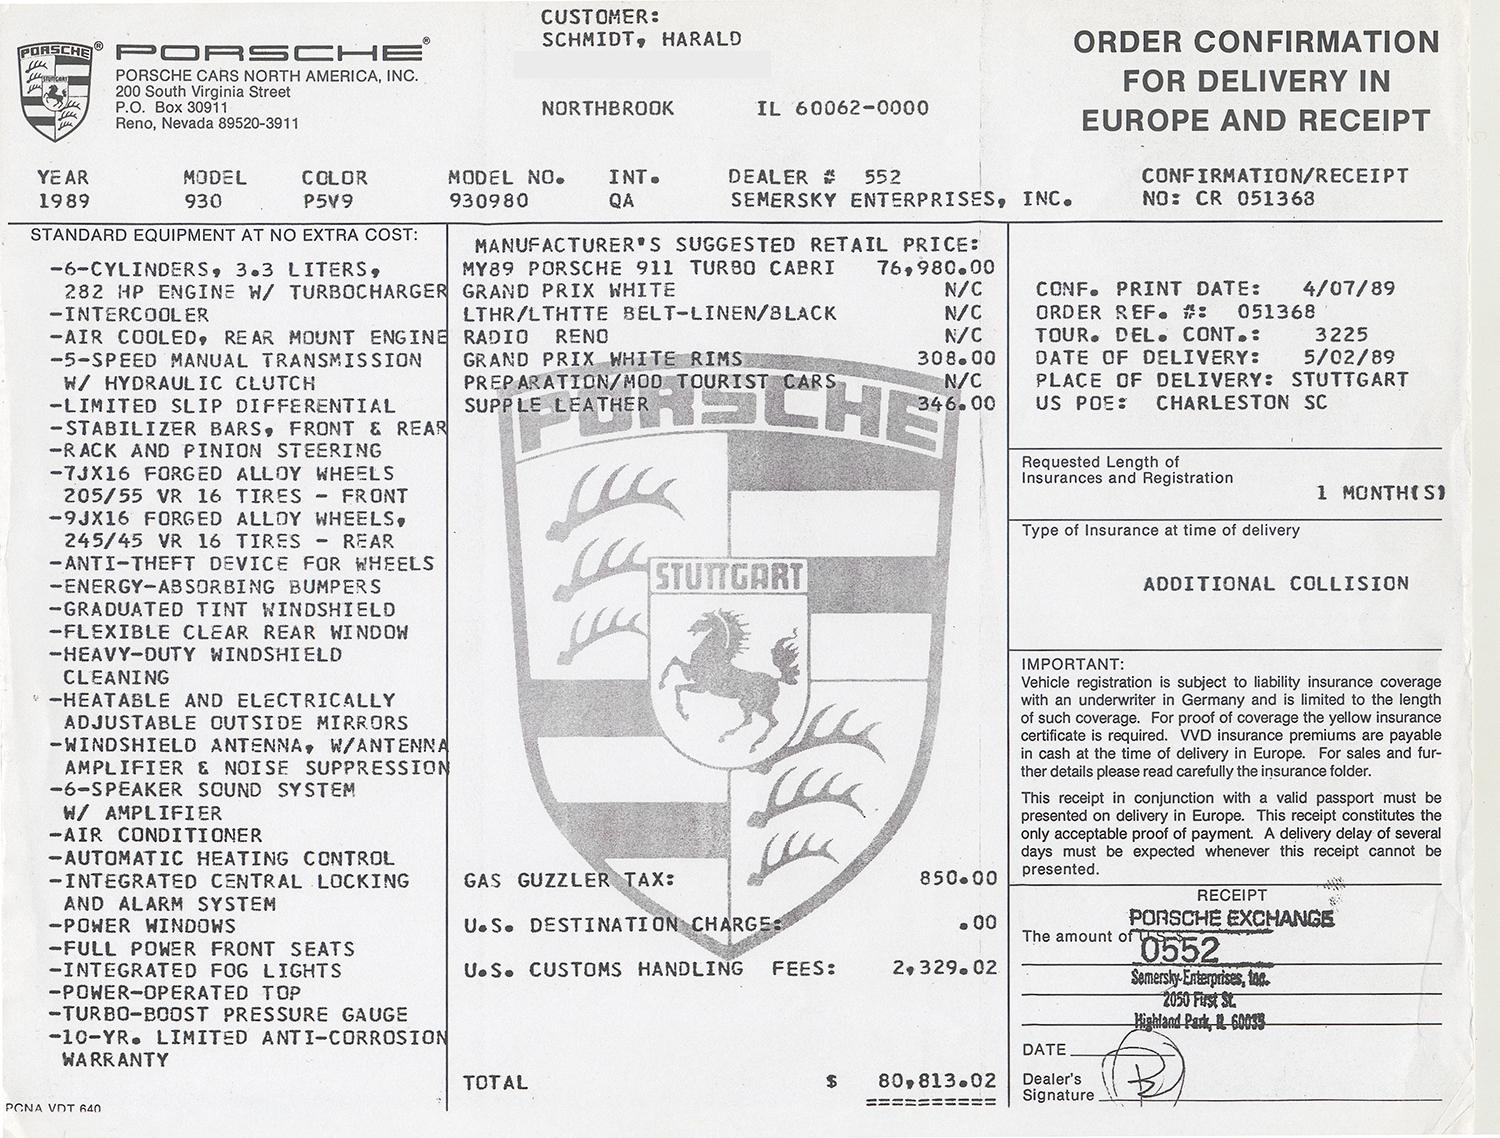 CUSTOMER:
SCHMIDT, HARALD
NORTHBROOK IL 60062-0000
PORSCHE®
PORSCHE®
STUTTGART
PORSCHE CARS NORTH AMERICA, INC.
200 South Virginia Street
P.O. Box 30911
Reno, Nevada 89520-3911
ORDER CONFIRMATION
FOR DELIVERY IN
EUROPE AND RECEIPT
YEAR MODEL COLOR MODEL NO. INT. DEALER # 552 CONFIRMATION/RECEIPT
1989 930 P5V9 930980 QA SEMERSKY ENTERPRISES, INC. NO: CR 051368
STANDARD EQUIPMENT AT NO EXTRA COST:
-6-CYLINDERS, 3.3 LITERS,
282 HP ENGINE W/ TURBOCHARGER
-INTERCOOLER
-AIR COOLED, REAR MOUNT ENGINE
-5-SPEED MANUAL TRANSMISSION
W/ HYDRAULIC CLUTCH
-LIMITED SLIP DIFFERENTIAL
-STABILIZER BARS, FRONT & REAR
-RACK AND PINION STEERING
-7JX16 FORGED ALLOY WHEELS
205/55 VR 16 TIRES - FRONT
-9JX16 FORGED ALLOY WHEELS,
245/45 VR 16 TIRES - REAR
-ANTI-THEFT DEVICE FOR WHEELS
-ENERGY-ABSORBING BUMPERS
-GRADUATED TINT WINDSHIELD
-FLEXIBLE CLEAR REAR WINDOW
-HEAVY-DUTY WINDSHIELD
CLEANING
-HEATABLE AND ELECTRICALLY
ADJUSTABLE OUTSIDE MIRRORS
-WINDSHIELD ANTENNA, W/ANTENNA
AMPLIFIER & NOISE SUPPRESSION
-6-SPEAKER SOUND SYSTEM
W/ AMPLIFIER
-AIR CONDITIONER
-AUTOMATIC HEATING CONTROL
-INTEGRATED CENTRAL LOCKING
AND ALARM SYSTEM
-POWER WINDOWS
-FULL POWER FRONT SEATS
-INTEGRATED FOG LIGHTS
-POWER-OPERATED TOP
-TURBO-BOOST PRESSURE GAUGE
-10-YR. LIMITED ANTI-CORROSION
WARRANTY
PCNA VDT 640
MANUFACTURER'S SUGGESTED RETAIL PRICE:
MY89 PORSCHE 911 TURBO CABRI 76,980.00
GRAND PRIX WHITE N/C
LTHR/LTHTTE BELT-LINEN/BLACK N/C
RADIO RENO N/C
GRAND PRIX WHITE RIMS 308.00
PREPARATION/MOD TOURIST CARS N/C
SUPPLE LEATHER 346.00
PORSCHE
STUTTGART
GAS GUZZLER TAX: 850.00
U.S. DESTINATION CHARGE: .00
U.S. CUSTOMS HANDLING FEES: 2,329.02
TOTAL $ 80,813.02
==========
CONF. PRINT DATE: 4/07/89
ORDER REF. #: 051368
TOUR. DEL. CONT.: 3225
DATE OF DELIVERY: 5/02/89
PLACE OF DELIVERY: STUTTGART
US POE: CHARLESTON SC
Requested Length of
Insurances and Registration
1 MONTH(S)
Type of Insurance at time of delivery
ADDITIONAL COLLISION
IMPORTANT:
Vehicle registration is subject to liability insurance coverage
with an underwriter in Germany and is limited to the length
of such coverage. For proof of coverage the yellow insurance
certificate is required. VVD insurance premiums are payable
in cash at the time of delivery in Europe. For sales and fur-
ther details please read carefully the insurance folder.
This receipt in conjunction with a valid passport must be
presented on delivery in Europe. This receipt constitutes the
only acceptable proof of payment. A delivery delay of several
days must be expected whenever this receipt cannot be
presented.
RECEIPT
PORSCHE EXCHANGE
The amount of
0552
Semersky Enterprises, Inc.
2050 First St.
Highland Park, IL 60035
DATE
Dealer's
Signature